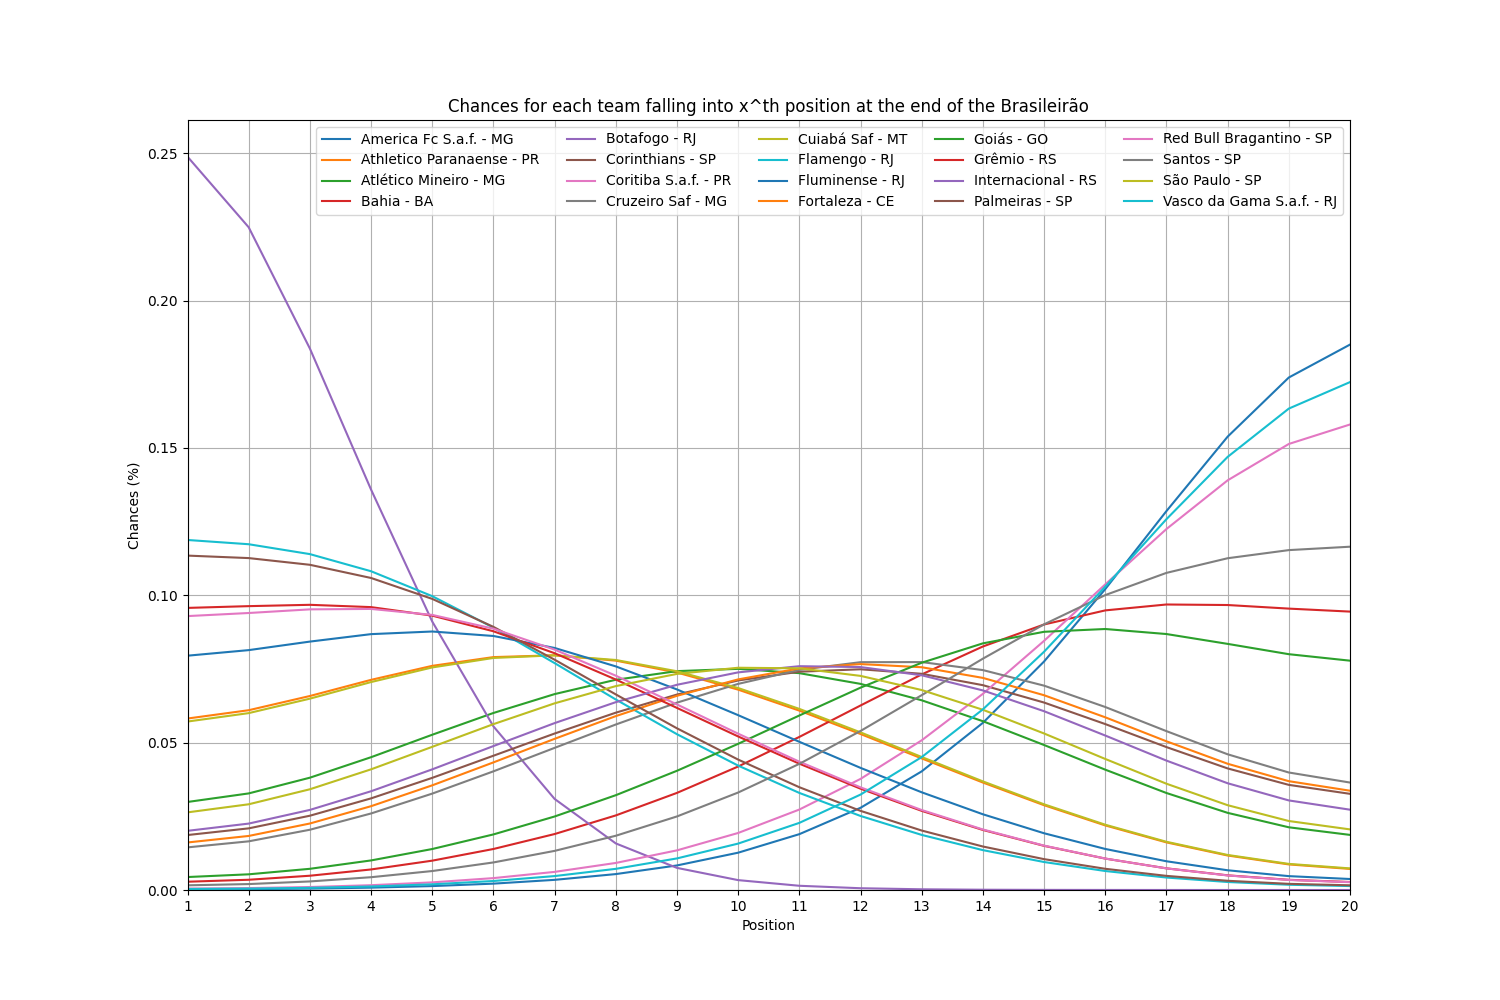 Chances for each team falling into x^th position at the end of the Brasileirão
America Fc S.a.f. - MG
Athletico Paranaense - PR
Atlético Mineiro - MG
Bahia - BA
Botafogo - RJ
Corinthians - SP
Coritiba S.a.f. - PR
Cruzeiro Saf - MG
Cuiabá Saf - MT
Flamengo - RJ
Fluminense - RJ
Fortaleza - CE
Goiás - GO
Grêmio - RS
Internacional - RS
Palmeiras - SP
Red Bull Bragantino - SP
Santos - SP
São Paulo - SP
Vasco da Gama S.a.f. - RJ
Chances (%)
0.25
0.20
0.15
0.10
0.05
0.00
1 2 3 4 5 6 7 8 9 10 11 12 13 14 15 16 17 18 19 20
Position